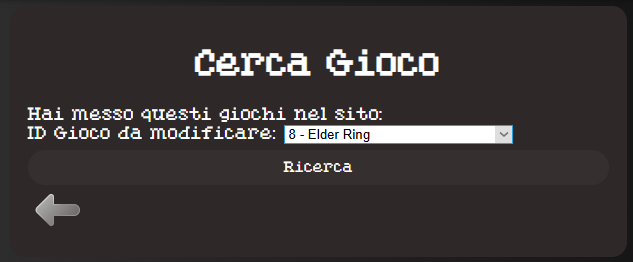 Cerca Gioco
Hai messo questi giochi nel sito:
ID Gioco da modificare: 8 - Elder Ring
Ricerca